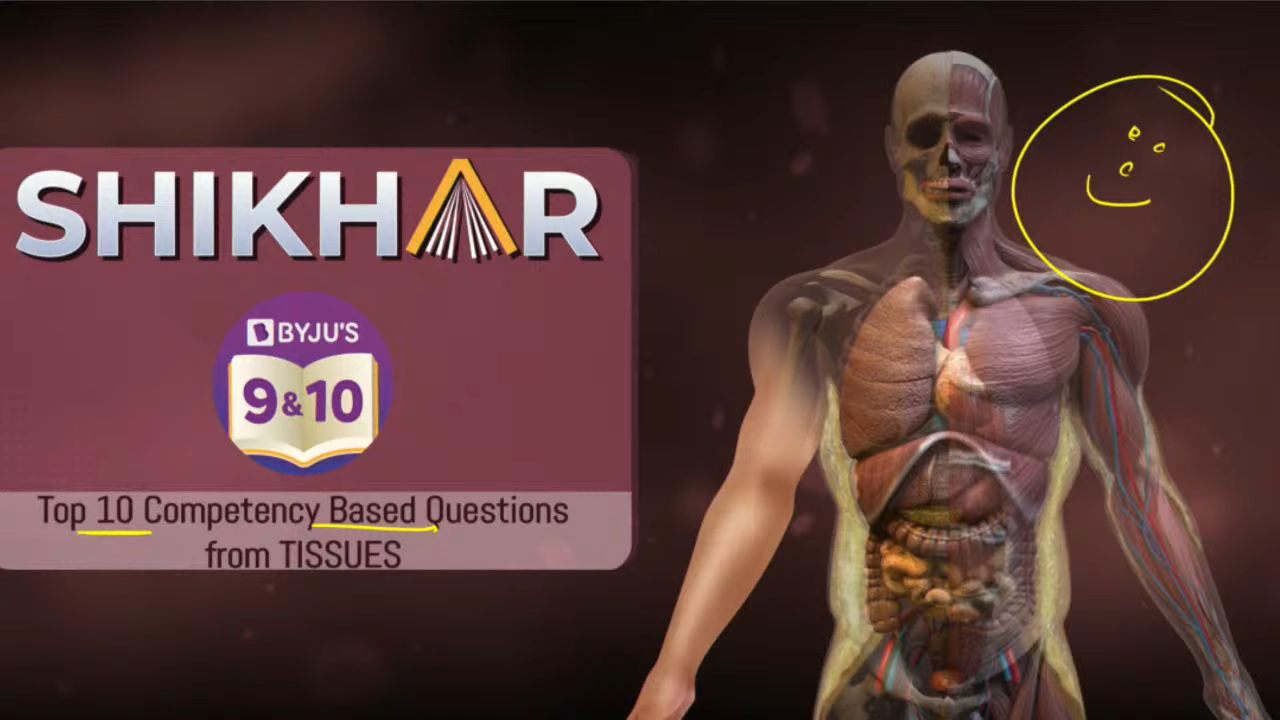 SHIKHAR
BYJU'S
9&10
Top 10 Competency Based Questions
from TISSUES